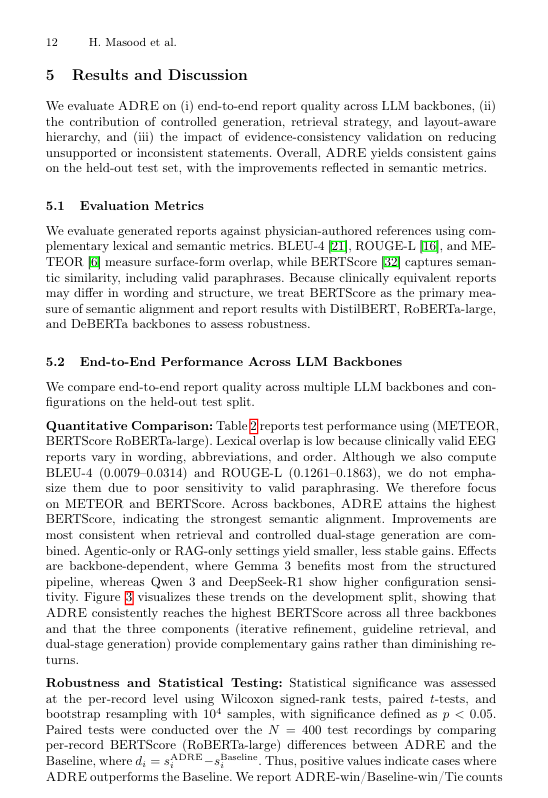 12 H. Masood et al.
5 Results and Discussion
We evaluate ADRE on (i) end-to-end report quality across LLM backbones, (ii)
the contribution of controlled generation, retrieval strategy, and layout-aware
hierarchy, and (iii) the impact of evidence-consistency validation on reducing
unsupported or inconsistent statements. Overall, ADRE yields consistent gains
on the held-out test set, with the improvements reflected in semantic metrics.
5.1 Evaluation Metrics
We evaluate generated reports against physician-authored references using com-
plementary lexical and semantic metrics. BLEU-4 [21], ROUGE-L [16], and ME-
TEOR [6] measure surface-form overlap, while BERTScore [32] captures seman-
tic similarity, including valid paraphrases. Because clinically equivalent reports
may differ in wording and structure, we treat BERTScore as the primary mea-
sure of semantic alignment and report results with DistilBERT, RoBERTa-large,
and DeBERTa backbones to assess robustness.
5.2 End-to-End Performance Across LLM Backbones
We compare end-to-end report quality across multiple LLM backbones and con-
figurations on the held-out test split.
Quantitative Comparison: Table 2 reports test performance using (METEOR,
BERTScore RoBERTa-large). Lexical overlap is low because clinically valid EEG
reports vary in wording, abbreviations, and order. Although we also compute
BLEU-4 (0.0079–0.0314) and ROUGE-L (0.1261–0.1863), we do not empha-
size them due to poor sensitivity to valid paraphrasing. We therefore focus
on METEOR and BERTScore. Across backbones, ADRE attains the highest
BERTScore, indicating the strongest semantic alignment. Improvements are
most consistent when retrieval and controlled dual-stage generation are com-
bined. Agentic-only or RAG-only settings yield smaller, less stable gains. Effects
are backbone-dependent, where Gemma 3 benefits most from the structured
pipeline, whereas Qwen 3 and DeepSeek-R1 show higher configuration sensi-
tivity. Figure 3 visualizes these trends on the development split, showing that
ADRE consistently reaches the highest BERTScore across all three backbones
and that the three components (iterative refinement, guideline retrieval, and
dual-stage generation) provide complementary gains rather than diminishing re-
turns.
Robustness and Statistical Testing: Statistical significance was assessed
at the per-record level using Wilcoxon signed-rank tests, paired t-tests, and
bootstrap resampling with 10⁴ samples, with significance defined as p < 0.05.
Paired tests were conducted over the N = 400 test recordings by comparing
per-record BERTScore (RoBERTa-large) differences between ADRE and the
Baseline, where d_i = s_i^ADRE − s_i^Baseline. Thus, positive values indicate cases where
ADRE outperforms the Baseline. We report ADRE-win/Baseline-win/Tie counts